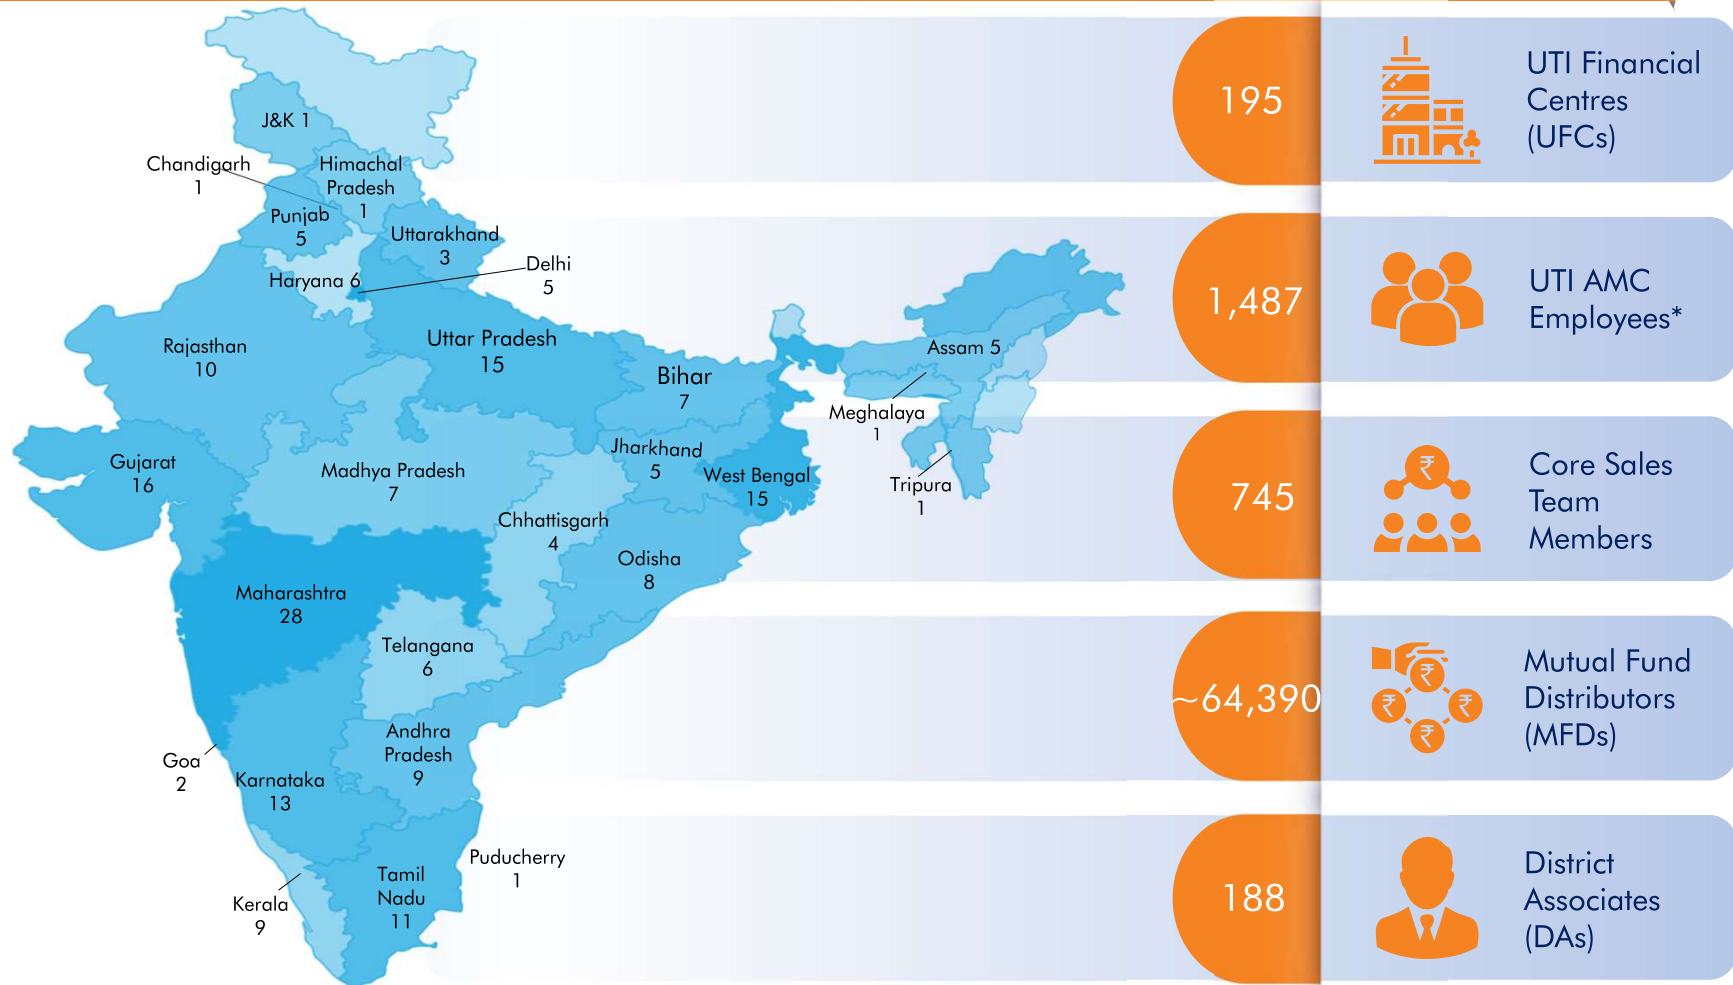 J&K 1
Chandigarh
1
Himachal
Pradesh
1
Punjab
5
Uttarakhand
3
Haryana 6
Delhi
5
Rajasthan
10
Uttar Pradesh
15
Bihar
7
Assam 5
Meghalaya
1
Tripura
1
Gujarat
16
Madhya Pradesh
7
Jharkhand
5
West Bengal
15
Chhattisgarh
4
Odisha
8
Maharashtra
28
Telangana
6
Andhra
Pradesh
9
Goa
2
Karnataka
13
Puducherry
1
Tamil
Nadu
11
Kerala
9
195
UTI Financial
Centres
(UFCs)
1,487
UTI AMC
Employees*
745
₹
Core Sales
Team
Members
~64,390
₹
₹
₹
₹
Mutual Fund
Distributors
(MFDs)
188
District
Associates
(DAs)